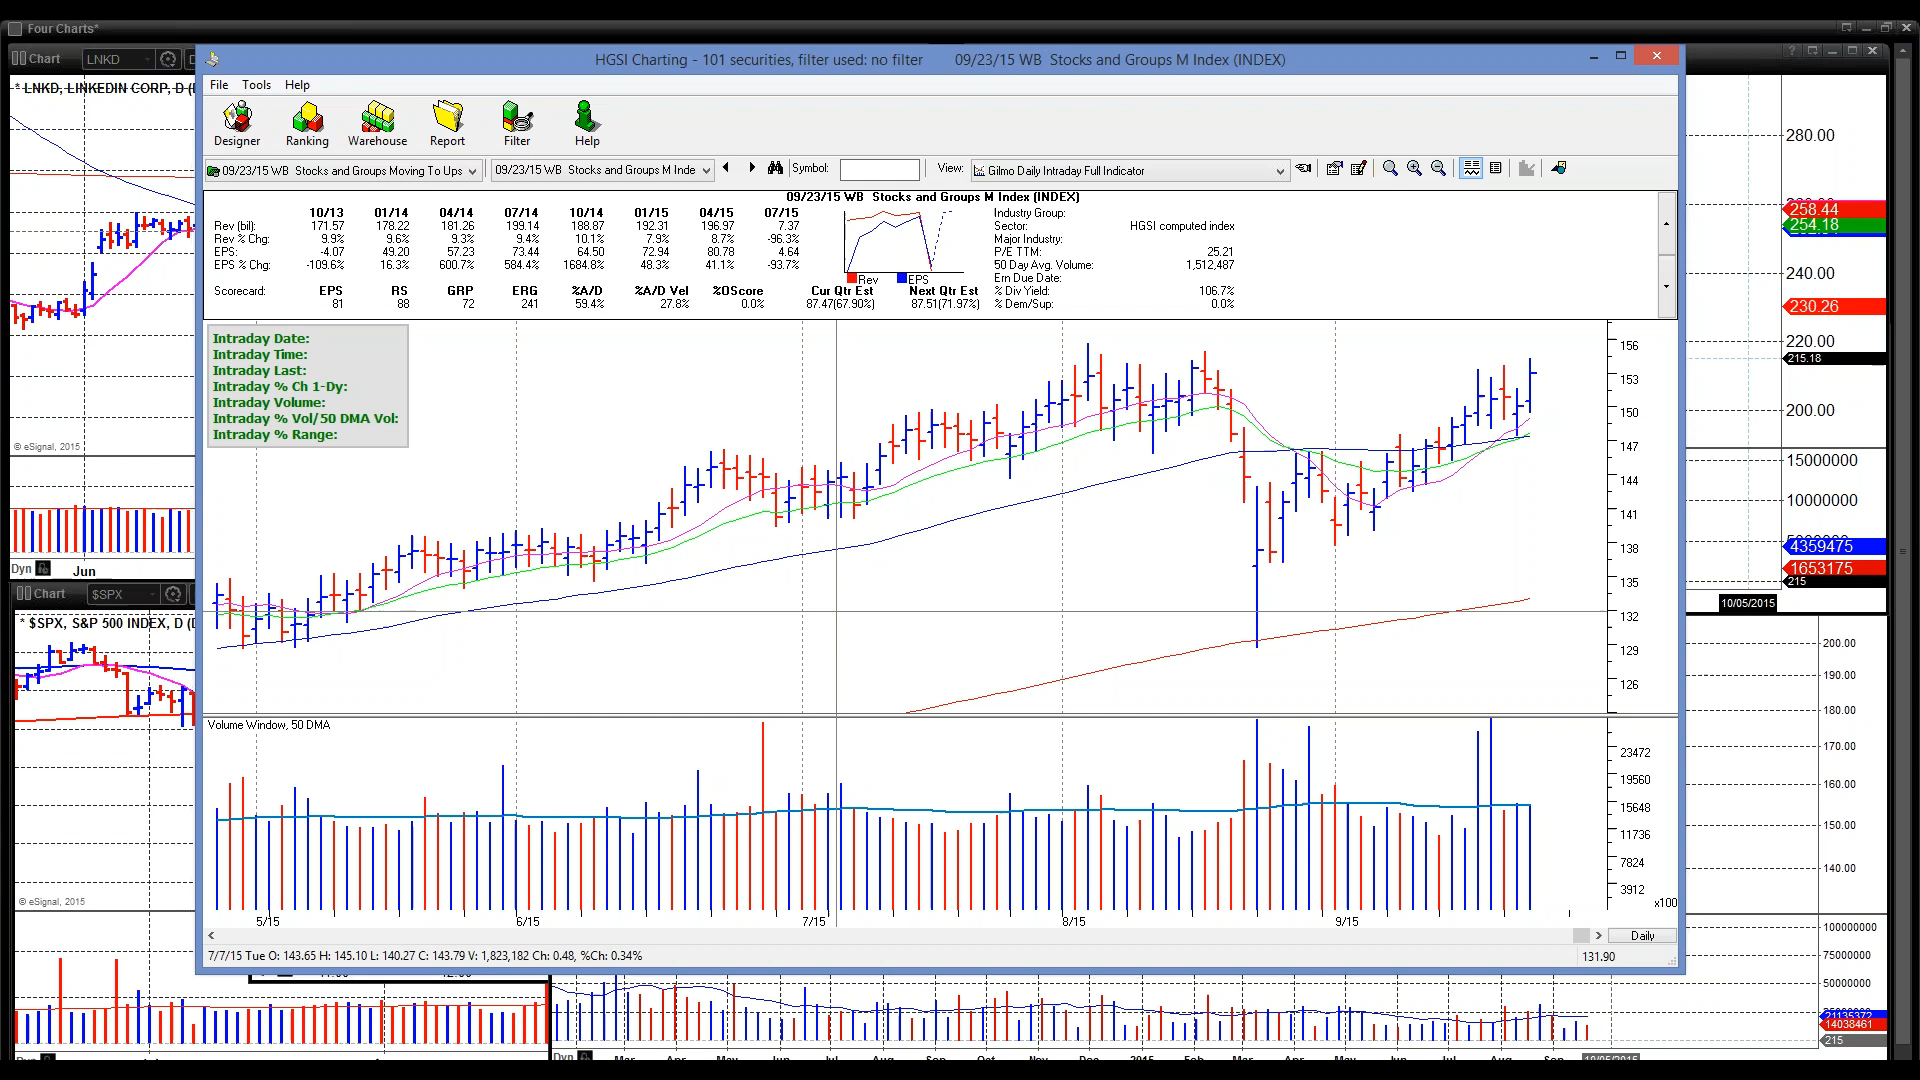 Four Charts*
Chart LNKD
* LNKD, LINKEDIN CORP, D (
© eSignal, 2015
Dyn
Jun
Chart $SPX
* $SPX, S&P 500 INDEX, D (
© eSignal, 2015
HGSI Charting - 101 securities, filter used: no filter 09/23/15 WB Stocks and Groups M Index (INDEX)
File Tools Help
Designer Ranking Warehouse Report Filter Help
09/23/15 WB Stocks and Groups Moving To Ups 09/23/15 WB Stocks and Groups M Inde Symbol: View: Gilmo Daily Intraday Full Indicator
09/23/15 WB Stocks and Groups M Index (INDEX)
10/13 01/14 04/14 07/14 10/14 01/15 04/15 07/15
Rev (bil): 171.57 178.22 181.26 199.14 188.87 192.31 196.97 7.37
Rev % Chg: 9.9% 9.6% 9.3% 9.4% 10.1% 7.9% 8.7% -96.3%
EPS: -4.07 49.20 57.23 73.44 64.50 72.94 80.78 4.64
EPS % Chg: -109.6% 16.3% 600.7% 584.4% 1684.8% 48.3% 41.1% -93.7%
Scorecard: EPS RS GRP ERG %A/D %A/D Vel %OScore Cur Qtr Est Next Qtr Est
81 88 72 241 59.4% 27.8% 0.0% 87.47(67.90%) 87.51(71.97%)
Rev EPS
Industry Group:
Sector: HGSI computed index
Major Industry:
P/E TTM: 25.21
50 Day Avg. Volume: 1,512,487
Ern Due Date:
% Div Yield: 106.7%
% Dem/Sup: 0.0%
Intraday Date:
Intraday Time:
Intraday Last:
Intraday % Ch 1-Dy:
Intraday Volume:
Intraday % Vol/50 DMA Vol:
Intraday % Range:
156
153
150
147
144
141
138
135
132
129
126
Volume Window, 50 DMA
23472
19560
15648
11736
7824
3912
x100
5/15 6/15 7/15 8/15 9/15
Daily
7/7/15 Tue O: 143.65 H: 145.10 L: 140.27 C: 143.79 V: 1,823,182 Ch: 0.48, %Ch: 0.34%
131.90
280.00
258.44
254.18
240.00
230.26
220.00
215.18
200.00
15000000
10000000
4359475
1653175
215
10/05/2015
200.00
190.00
180.00
170.00
160.00
150.00
140.00
100000000
75000000
50000000
21135372
14038461
215
Dyn Mar Apr May Jun Jul Aug Sep Oct Nov Dec 2015 Feb Mar Apr May Jun Jul Aug Sep 10/05/2015